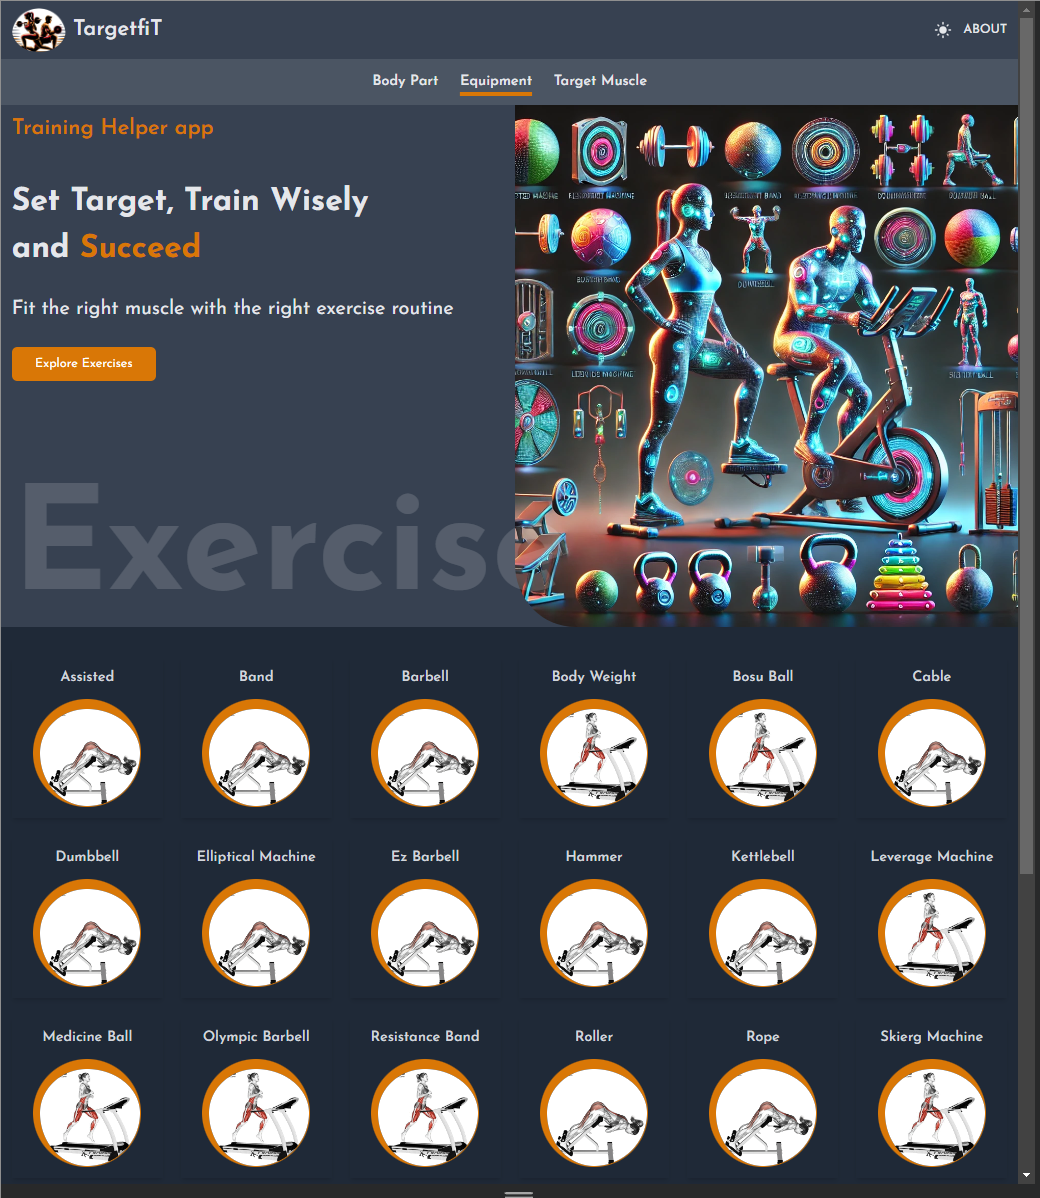 TargetfiT
ABOUT
Body Part Equipment Target Muscle
Training Helper app
Set Target, Train Wisely
and Succeed
Fit the right muscle with the right exercise routine
Explore Exercises
Exercise
Assisted Band Barbell Body Weight Bosu Ball Cable
Dumbbell Elliptical Machine Ez Barbell Hammer Kettlebell Leverage Machine
Medicine Ball Olympic Barbell Resistance Band Roller Rope Skierg Machine